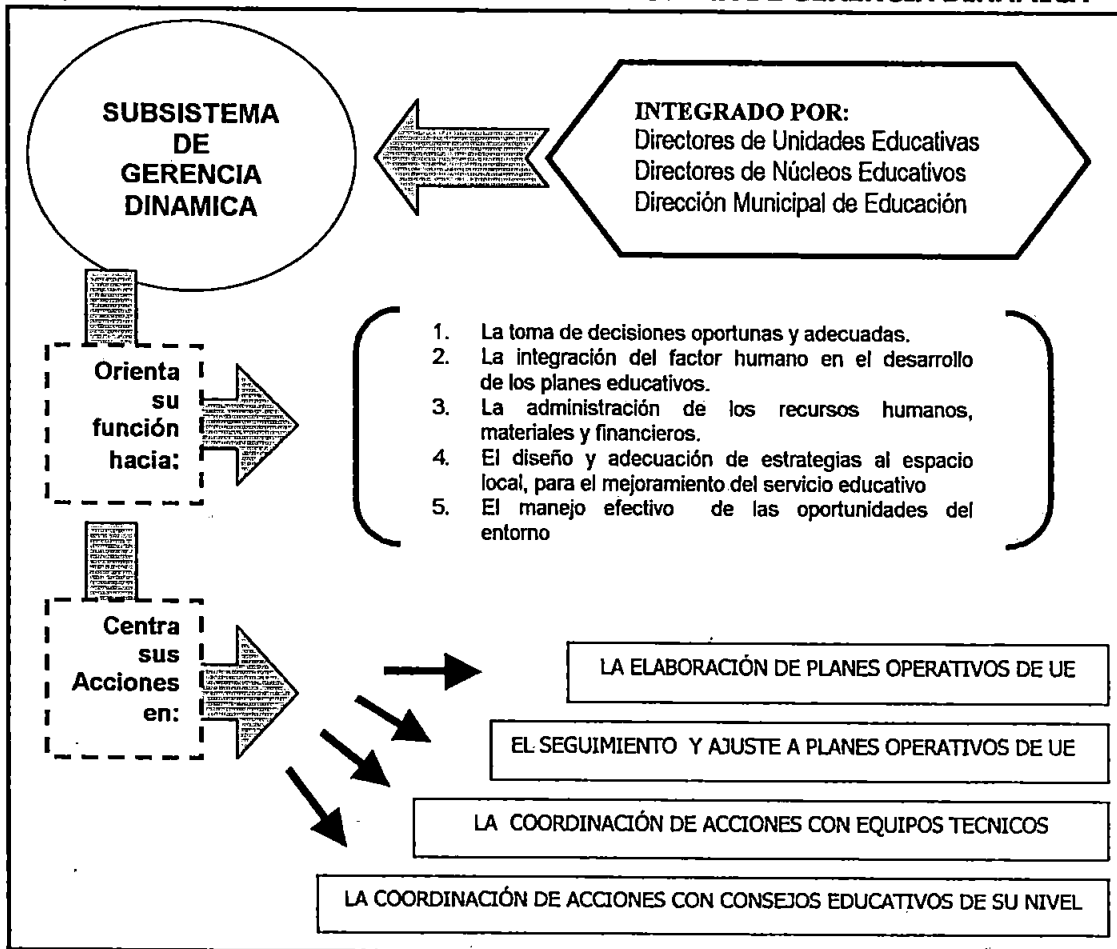 DE GERENCIA DINAMICA
SUBSISTEMA
DE
GERENCIA
DINAMICA
INTEGRADO POR:
Directores de Unidades Educativas
Directores de Núcleos Educativos
Dirección Municipal de Educación
Orienta
su
función
hacia:
1. La toma de decisiones oportunas y adecuadas.
2. La integración del factor humano en el desarrollo
de los planes educativos.
3. La administración de los recursos humanos,
materiales y financieros.
4. El diseño y adecuación de estrategias al espacio
local, para el mejoramiento del servicio educativo
5. El manejo efectivo de las oportunidades del
entorno
Centra
sus
Acciones
en:
LA ELABORACIÓN DE PLANES OPERATIVOS DE UE
EL SEGUIMIENTO Y AJUSTE A PLANES OPERATIVOS DE UE
LA COORDINACIÓN DE ACCIONES CON EQUIPOS TECNICOS
LA COORDINACIÓN DE ACCIONES CON CONSEJOS EDUCATIVOS DE SU NIVEL